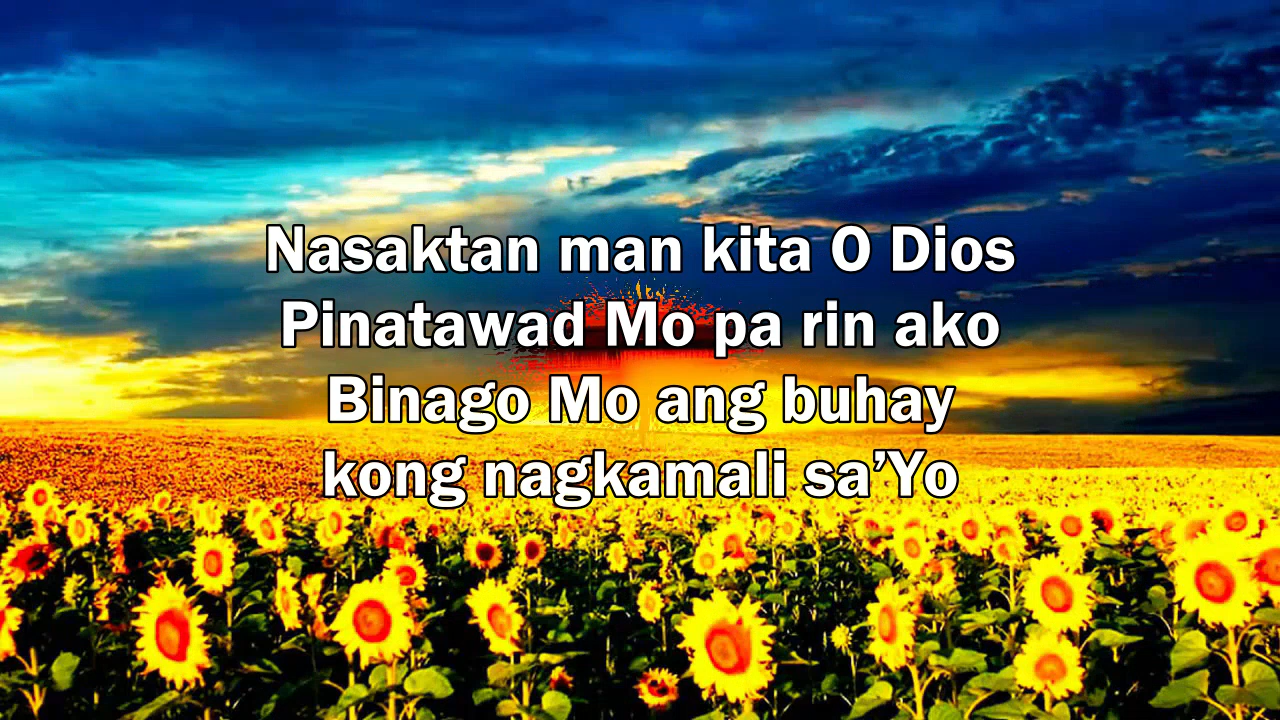 Nasaktan man kita O Dios
Pinatawad Mo pa rin ako
Binago Mo ang buhay
kong nagkamali sa’Yo